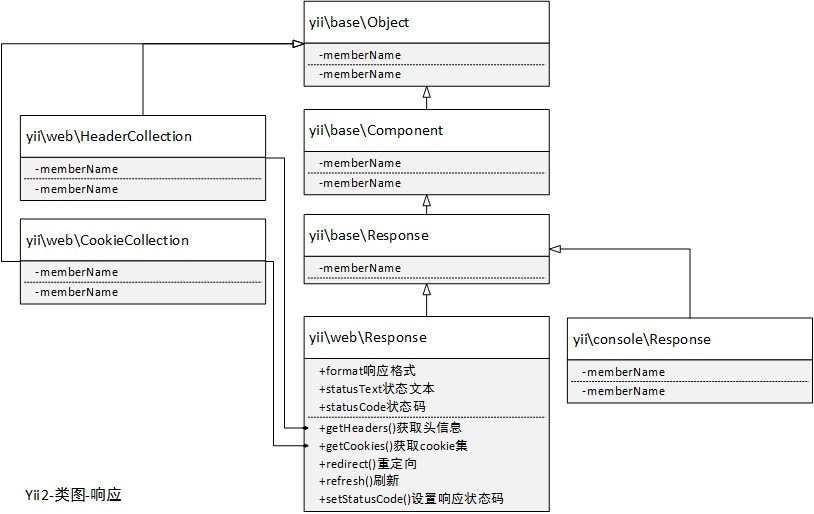 yii\base\Object
-memberName
-memberName
yii\base\Component
-memberName
-memberName
yii\web\HeaderCollection
-memberName
-memberName
yii\base\Response
-memberName
yii\web\CookieCollection
-memberName
-memberName
yii\web\Response
+format响应格式
+statusText状态文本
+statusCode状态码
+getHeaders()获取头信息
+getCookies()获取cookie集
+redirect()重定向
+refresh()刷新
+setStatusCode()设置响应状态码
yii\console\Response
-memberName
-memberName
Yii2-类图-响应